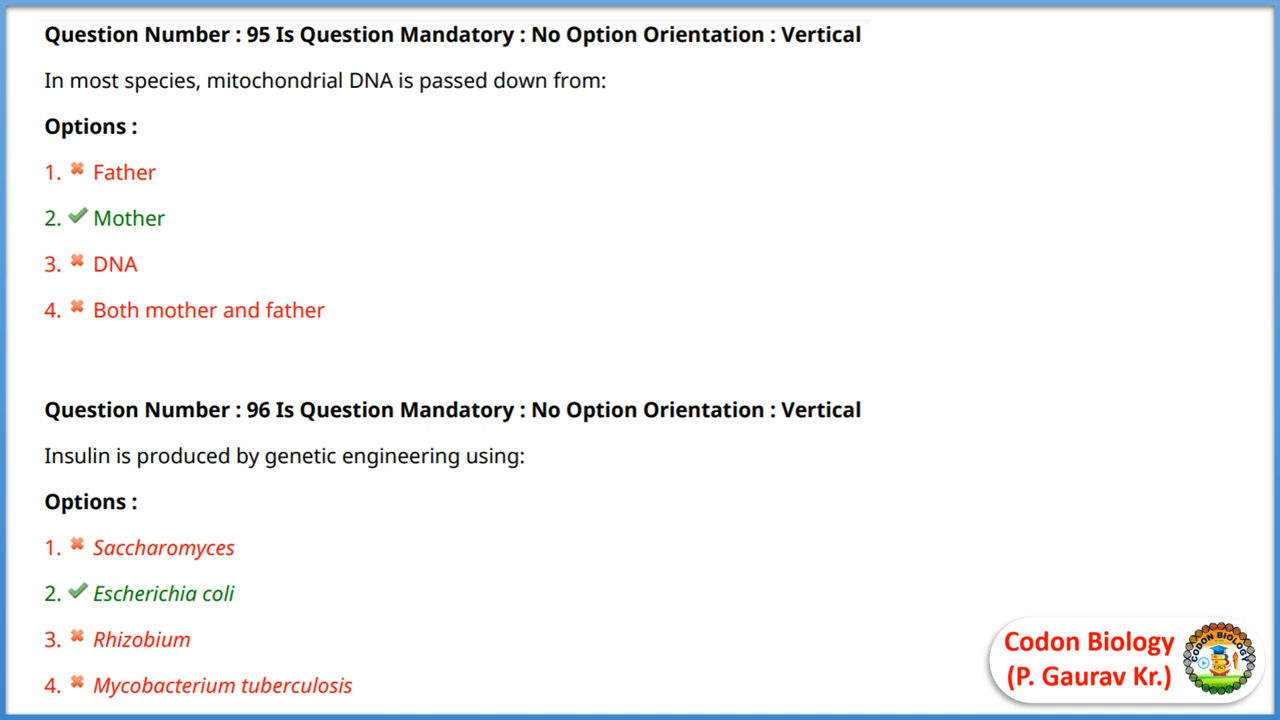 Question Number : 95 Is Question Mandatory : No Option Orientation : Vertical
In most species, mitochondrial DNA is passed down from:
Options :
1. ✖ Father
2. ✔ Mother
3. ✖ DNA
4. ✖ Both mother and father
Question Number : 96 Is Question Mandatory : No Option Orientation : Vertical
Insulin is produced by genetic engineering using:
Options :
1. ✖ Saccharomyces
2. ✔ Escherichia coli
3. ✖ Rhizobium
4. ✖ Mycobacterium tuberculosis
Codon Biology
(P. Gaurav Kr.)
CODON BIOLOGY